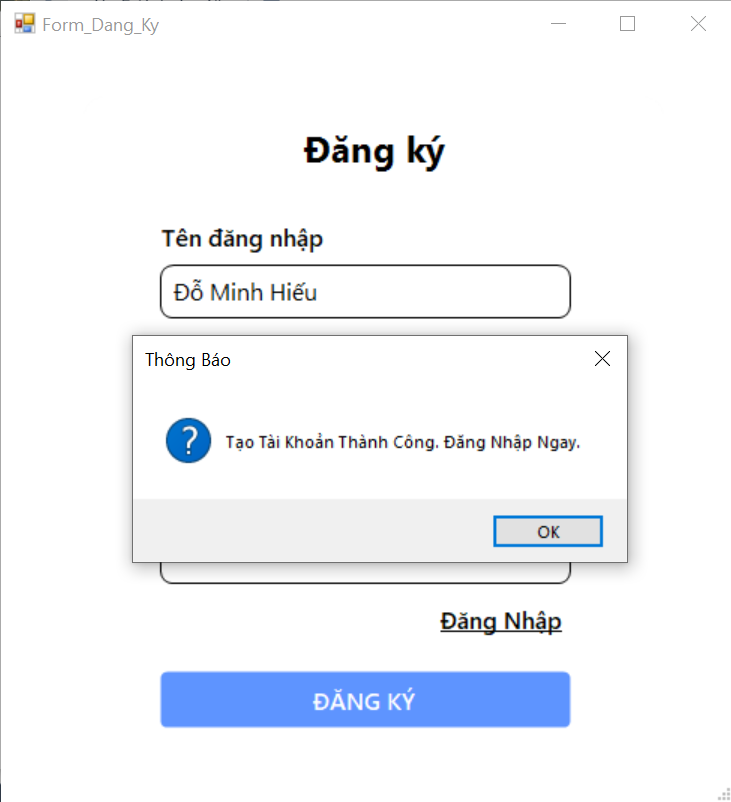 Form_Dang_Ky
Đăng ký
Tên đăng nhập
Đỗ Minh Hiếu
Thông Báo
Tạo Tài Khoản Thành Công. Đăng Nhập Ngay.
OK
Đăng Nhập
ĐĂNG KÝ